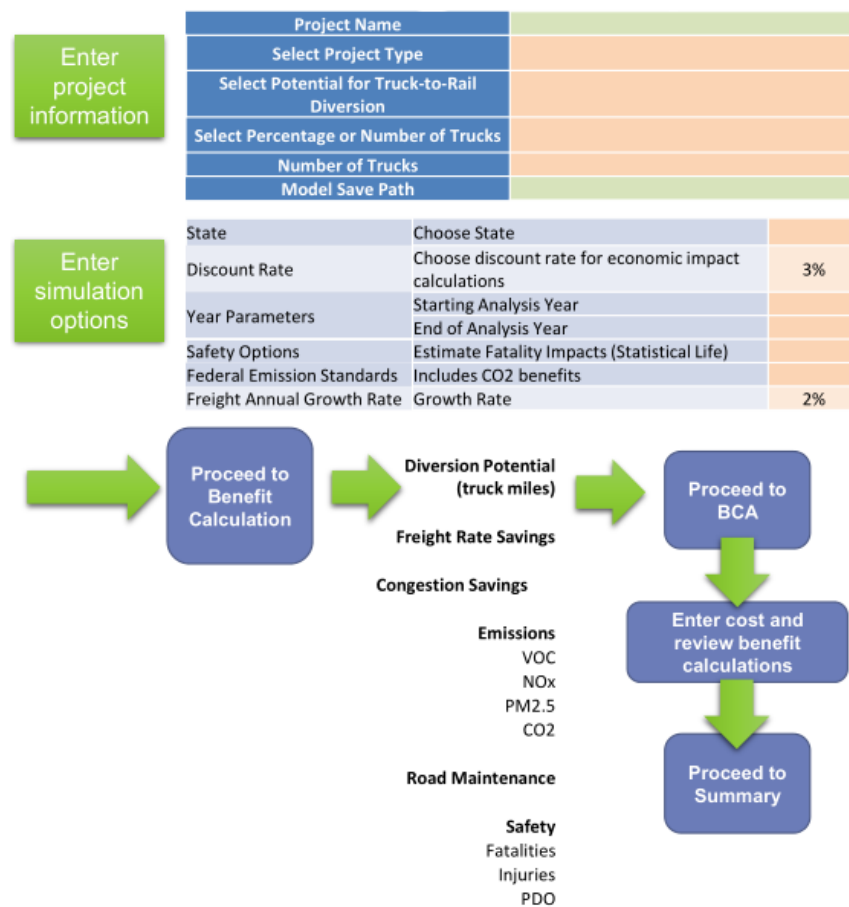 Enter
project
information
Project Name
Select Project Type
Select Potential for Truck-to-Rail
Diversion
Select Percentage or Number of Trucks
Number of Trucks
Model Save Path
Enter
simulation
options
State Choose State
Discount Rate Choose discount rate for economic impact
calculations 3%
Year Parameters Starting Analysis Year
End of Analysis Year
Safety Options Estimate Fatality Impacts (Statistical Life)
Federal Emission Standards Includes CO2 benefits
Freight Annual Growth Rate Growth Rate 2%
Proceed to
Benefit
Calculation
Diversion Potential
(truck miles)
Freight Rate Savings
Congestion Savings
Emissions
VOC
NOx
PM2.5
CO2
Road Maintenance
Safety
Fatalities
Injuries
PDO
Proceed to
BCA
Enter cost and
review benefit
calculations
Proceed to
Summary